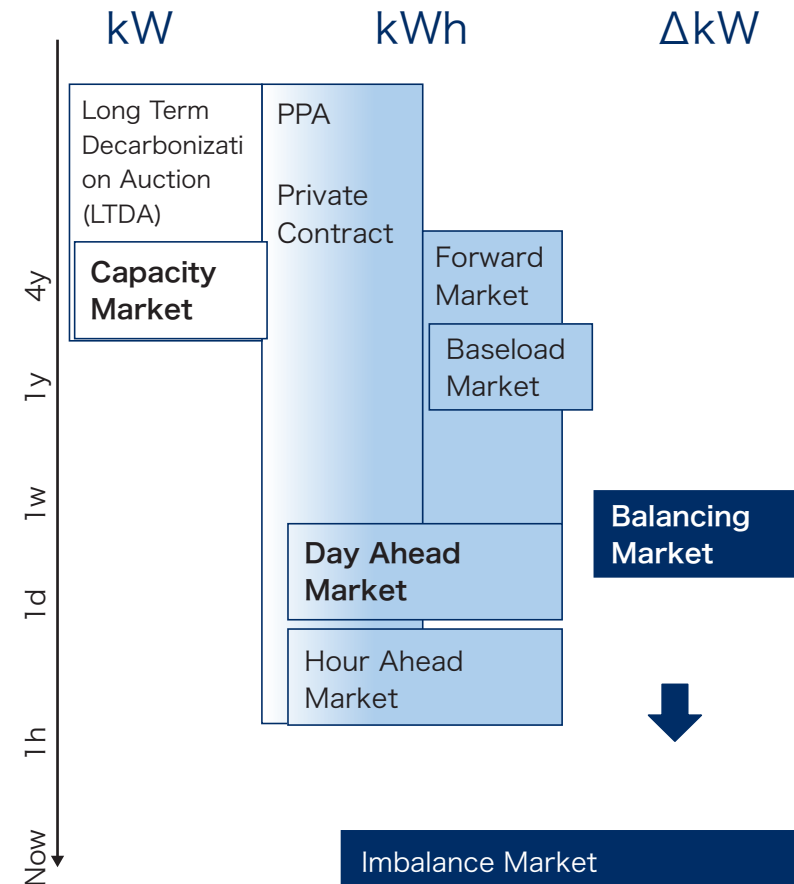 kW
kWh
ΔkW
Long Term
Decarbonizati
on Auction
(LTDA)
Capacity
Market
PPA
Private
Contract
Forward
Market
Baseload
Market
Balancing
Market
Day Ahead
Market
Hour Ahead
Market
Imbalance Market
4y
1y
1w
1d
1h
Now